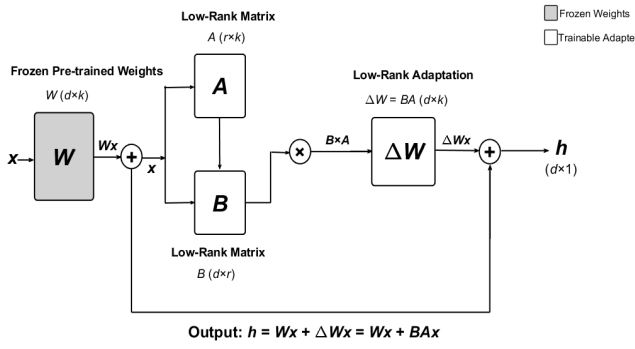 Low-Rank Matrix
A (r×k)
Frozen Weights
Trainable Adapte
Frozen Pre-trained Weights
W (d×k)
Low-Rank Adaptation
ΔW = BA (d×k)
A
x
W
Wx
+
x
B
×
B×A
ΔW
ΔWx
+
h
(d×1)
Low-Rank Matrix
B (d×r)
Output: h = Wx + ΔWx = Wx + BAx